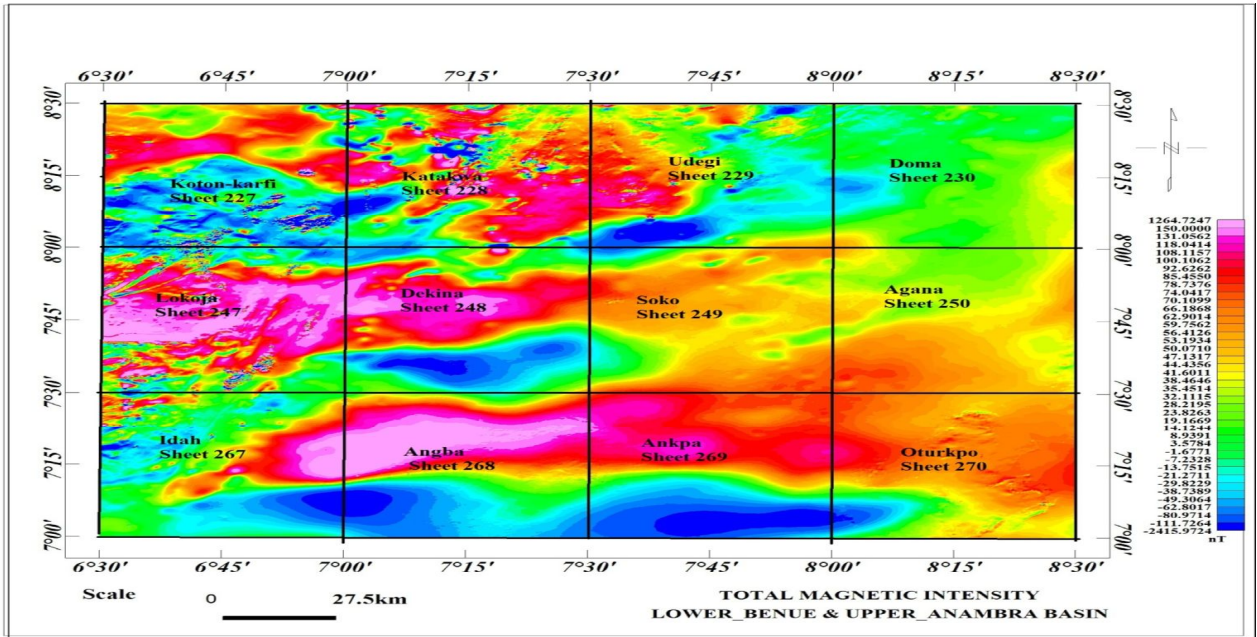 6°30' 6°45' 7°00' 7°15' 7°30' 7°45' 8°00' 8°15' 8°30'
8°30' 8°30'
8°15' 8°15'
8°00' 8°00'
7°45' 7°45'
7°30' 7°30'
7°15' 7°15'
7°00' 7°00'
Koton-karfi
Sheet 227
Katakwa
Sheet 228
Udegi
Sheet 229
Doma
Sheet 230
Lokoja
Sheet 247
Dekina
Sheet 248
Soko
Sheet 249
Agana
Sheet 250
Idah
Sheet 267
Angba
Sheet 268
Ankpa
Sheet 269
Oturkpo
Sheet 270
N
1264.7247
150.0000
131.0562
118.0414
108.1157
100.1062
92.6262
85.4550
78.7376
74.0417
70.1099
66.1868
62.9014
59.7562
56.4126
53.1934
50.0710
47.1317
44.4356
41.6011
38.4646
35.4514
32.1115
28.2195
23.8263
19.1669
14.1244
8.9391
3.5784
-1.6771
-7.2328
-13.7515
-21.2711
-29.8229
-38.7389
-49.3064
-62.8017
-80.9714
-111.7264
-2415.9724
nT
6°30' 6°45' 7°00' 7°15' 7°30' 7°45' 8°00' 8°15' 8°30'
Scale 0 27.5km
TOTAL MAGNETIC INTENSITY
LOWER_BENUE & UPPER_ANAMBRA BASIN